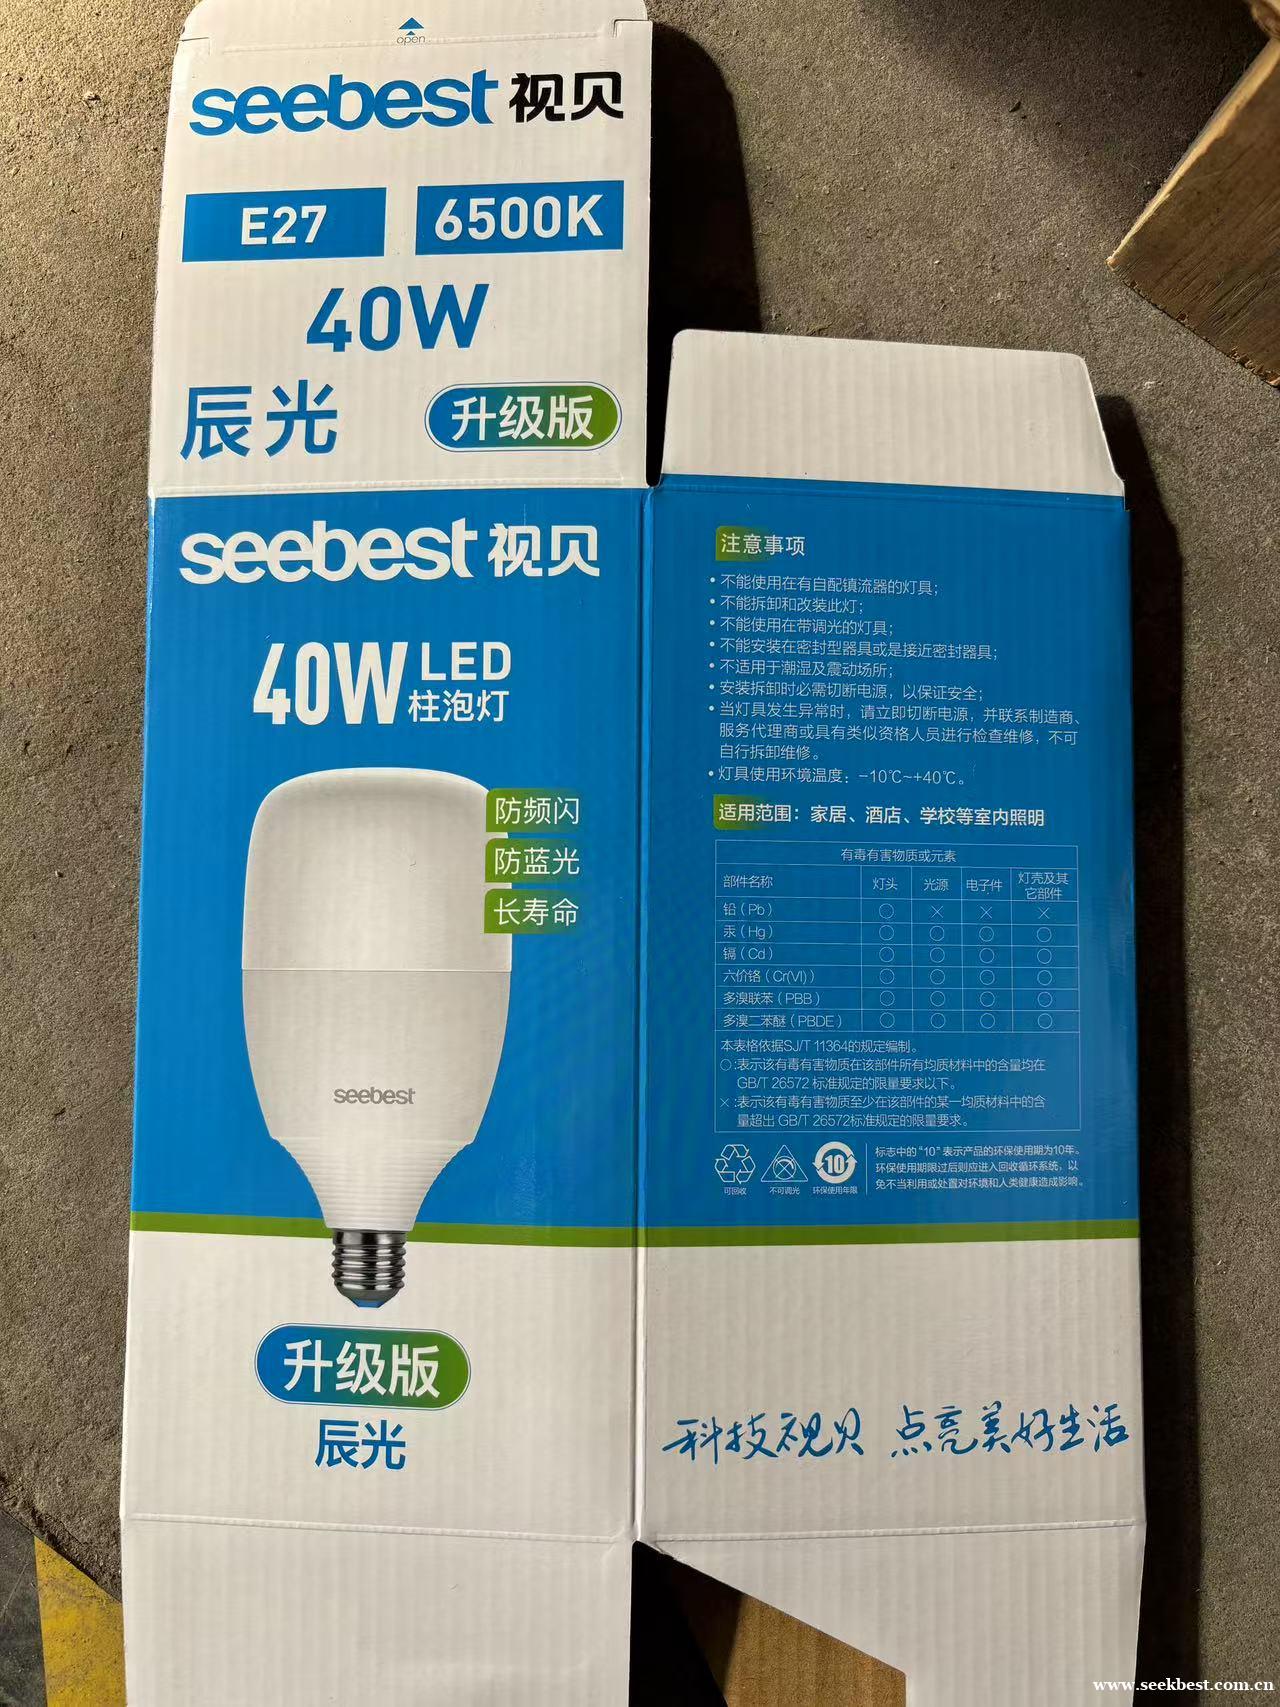 open
seebest 视贝
E27
6500K
40W
辰光
升级版
seebest 视贝
40W LED
柱泡灯
防频闪
防蓝光
长寿命
seebest
升级版
辰光
注意事项
• 不能使用在有自配镇流器的灯具；
• 不能拆卸和改装此灯；
• 不能使用在带调光的灯具；
• 不能安装在密封型器具或是接近密封器具；
• 不适用于潮湿及震动场所；
• 安装拆卸时必需切断电源，以保证安全；
• 当灯具发生异常时，请立即切断电源，并联系制造商、
服务代理商或具有类似资格人员进行检查维修，不可
自行拆卸维修。
• 灯具使用环境温度：-10℃~+40℃。
适用范围：家居、酒店、学校等室内照明
有毒有害物质或元素
部件名称 灯头 光源 电子件 灯壳及其
它部件
铅（Pb） ○ × × ×
汞（Hg） ○ ○ ○ ○
镉（Cd） ○ ○ ○ ○
六价铬（Cr(VI)） ○ ○ ○ ○
多溴联苯（PBB） ○ ○ ○ ○
多溴二苯醚（PBDE） ○ ○ ○ ○
本表格依据SJ/T 11364的规定编制。
○:表示该有毒有害物质在该部件所有均质材料中的含量均在
GB/T 26572 标准规定的限量要求以下。
×:表示该有毒有害物质至少在该部件的某一均质材料中的含
量超出 GB/T 26572标准规定的限量要求。
可回收
不可调光
10
环保使用年限
标志中的“10”表示产品的环保使用期为10年。
环保使用期限过后则应进入回收循环系统，以
免不当利用或处置对环境和人类健康造成影响。
科技视贝 点亮美好生活
www.seekbest.com.cn